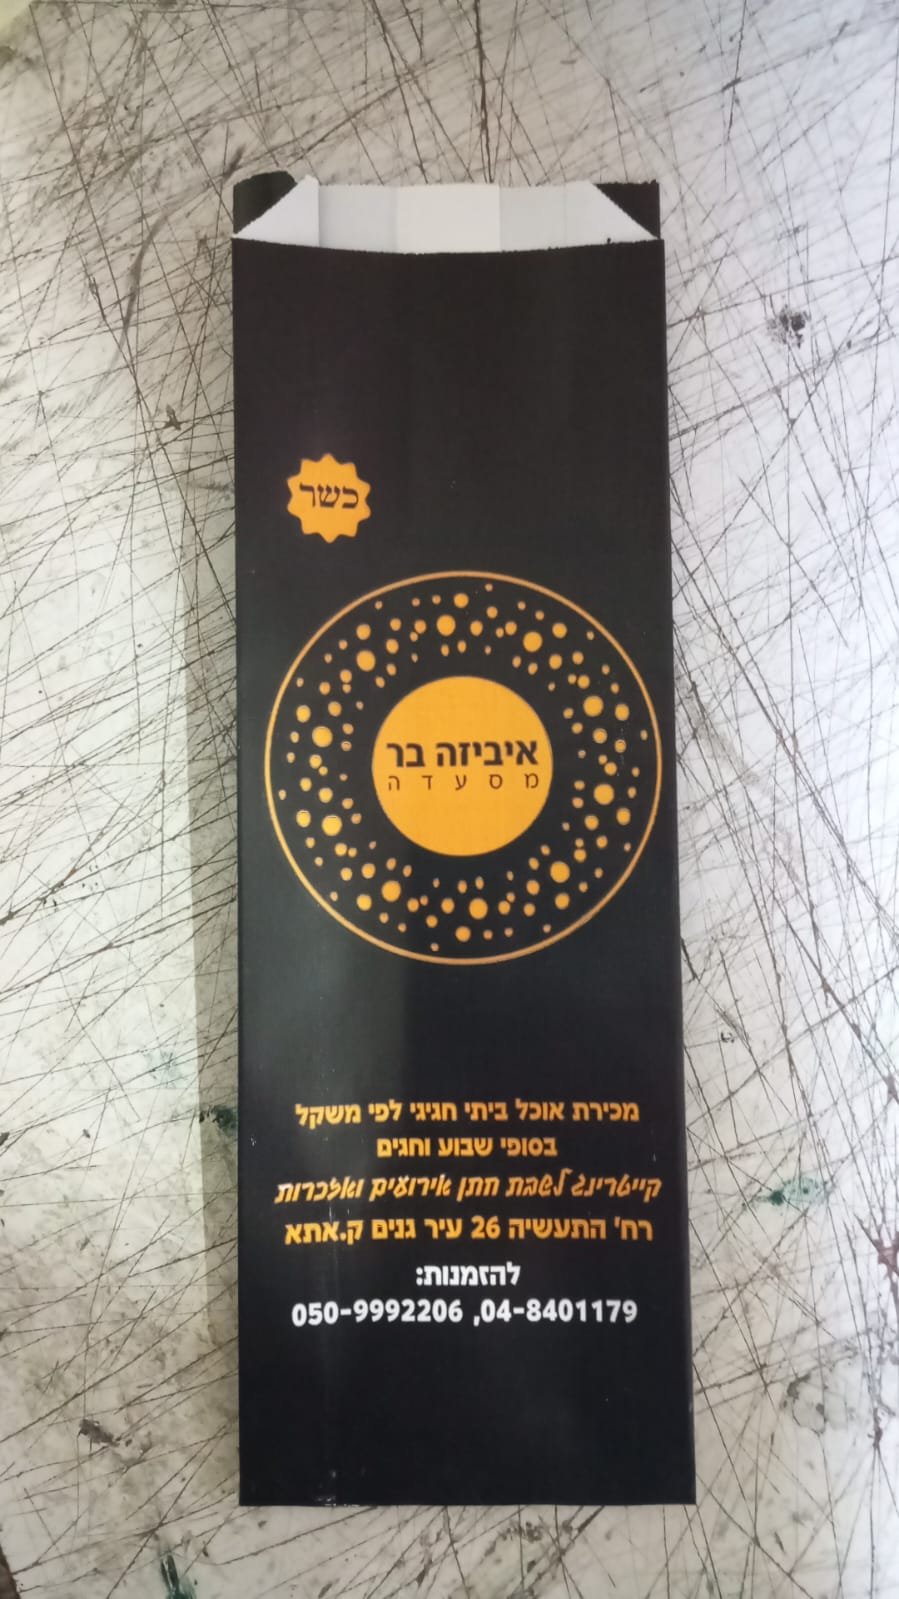 כשר
איביזה בר
מסעדה
מכירת אוכל ביתי חגיגי לפי משקל
בסופי שבוע וחגים
קייטרינג לשבת חתן אירועים ואזכרות
רח' התעשיה 26 עיר גנים ק.אתא
להזמנות:
04-8401179, 050-9992206